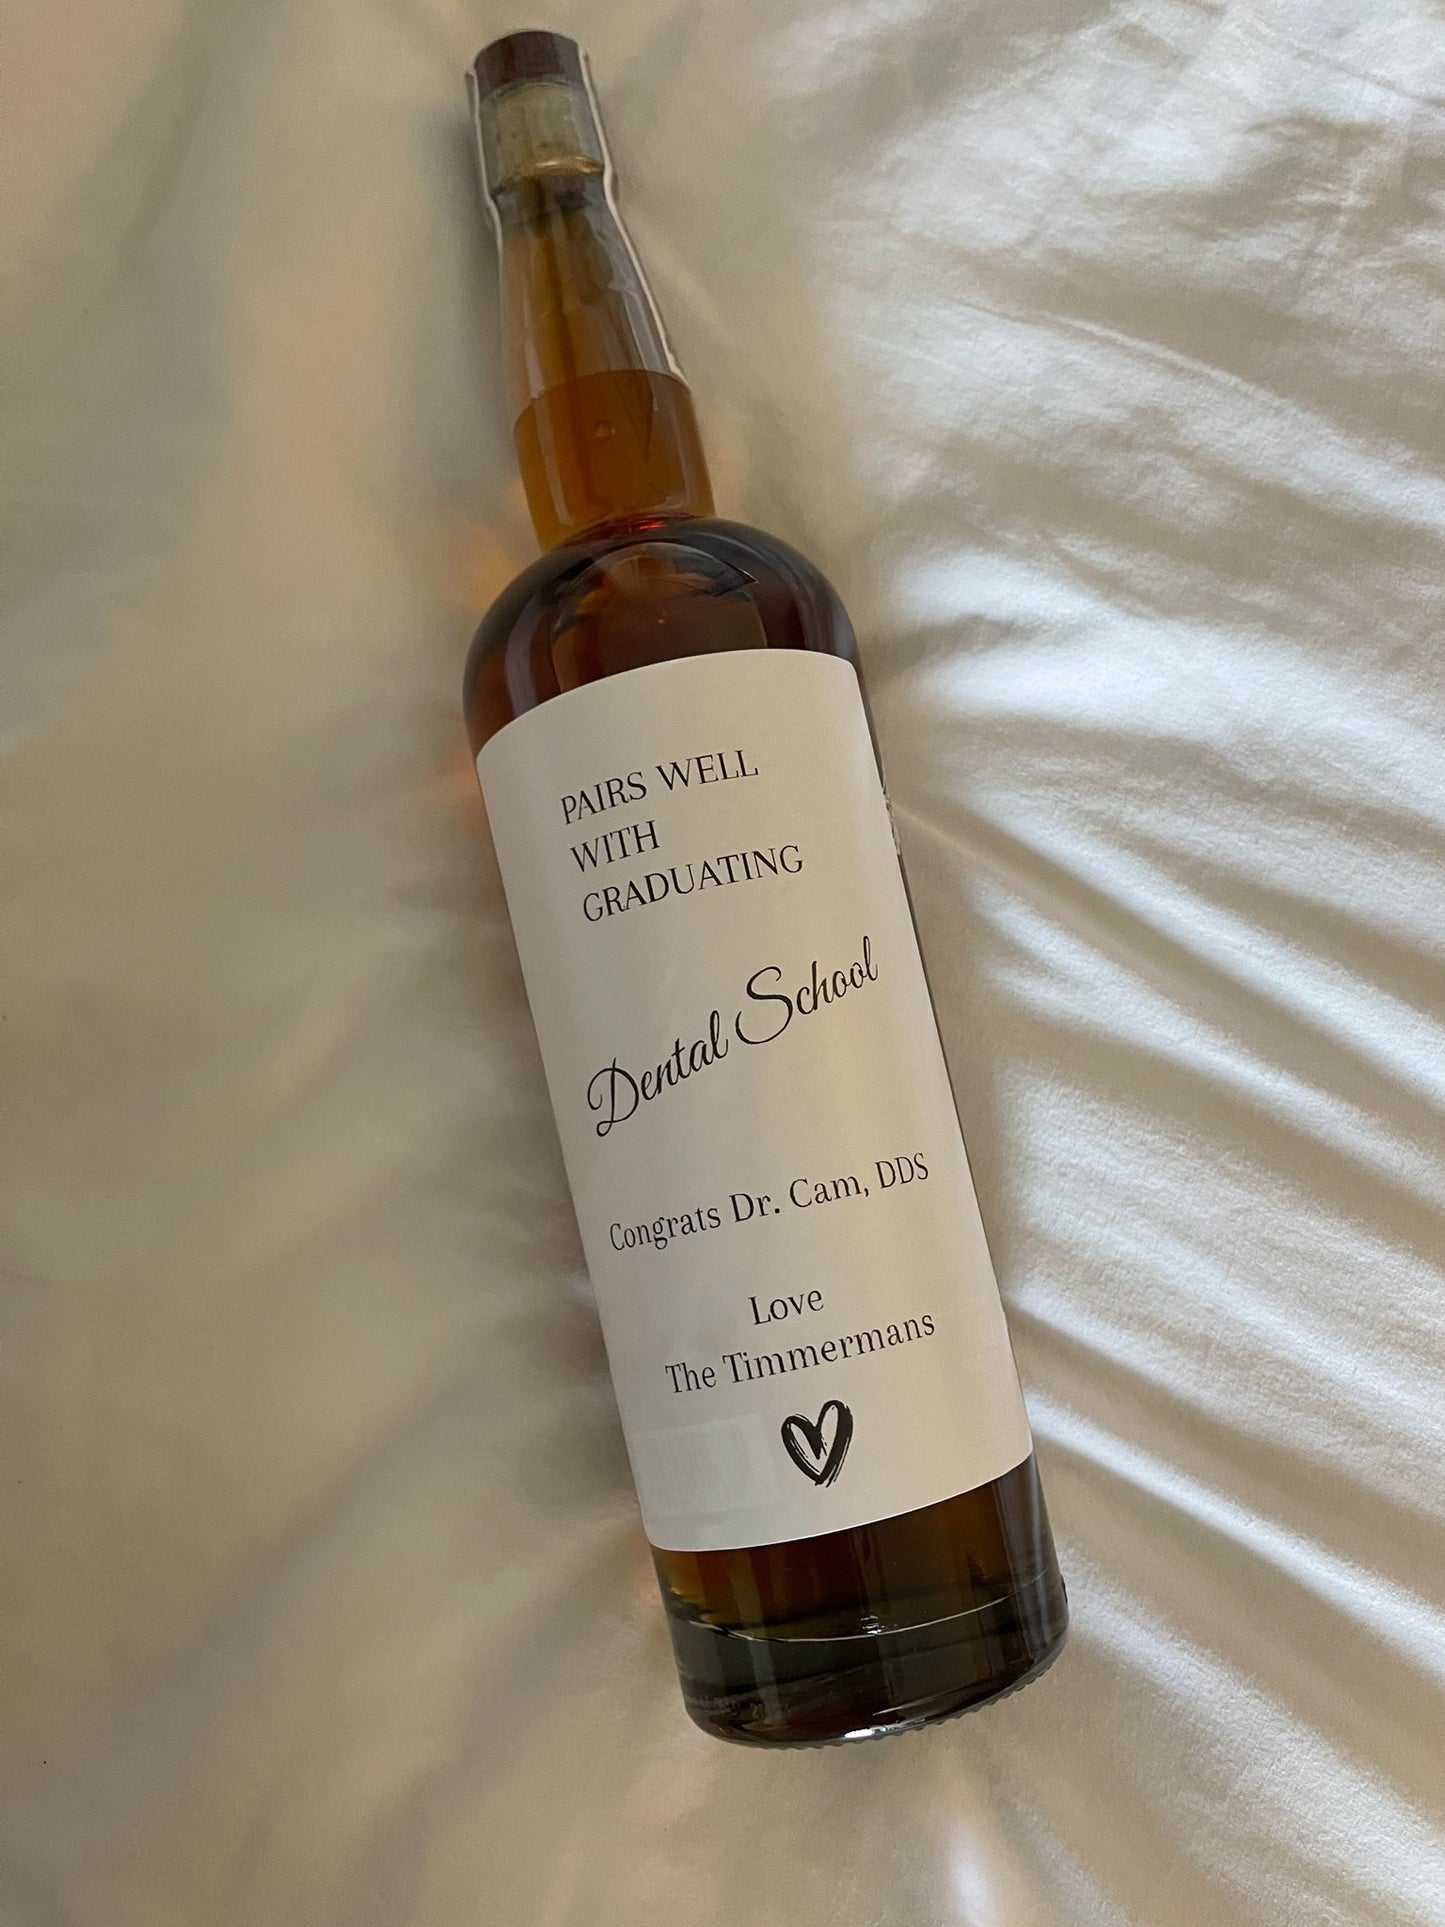 PAIRS WELL
WITH
GRADUATING
Dental School
Congrats Dr. Cam, DDS
Love
The Timmermans